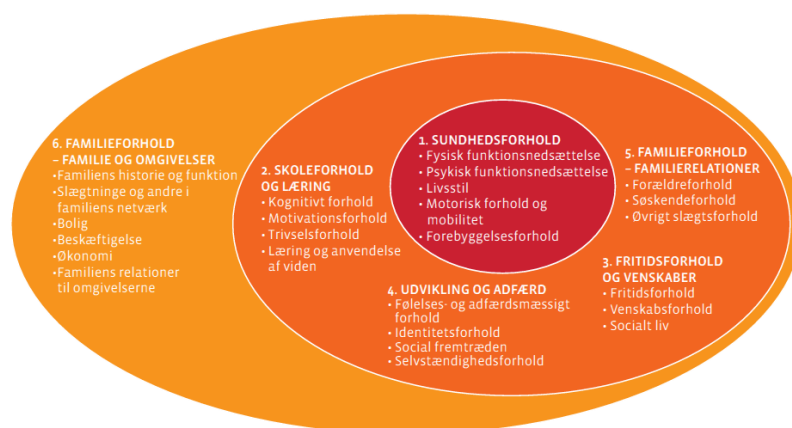 1. SUNDHEDSFORHOLD
• Fysisk funktionsnedsættelse
• Psykisk funktionsnedsættelse
• Livsstil
• Motorisk forhold og
mobilitet
• Forebyggelsesforhold
2. SKOLEFORHOLD
OG LÆRING
• Kognitivt forhold
• Motivationsforhold
• Trivselsforhold
• Læring og anvendelse
af viden
3. FRITIDSFORHOLD
OG VENSKABER
• Fritidsforhold
• Venskabsforhold
• Socialt liv
4. UDVIKLING OG ADFÆRD
• Følelses- og adfærdsmæssigt
forhold
• Identitetsforhold
• Social fremtræden
• Selvstændighedsforhold
5. FAMILIEFORHOLD
– FAMILIERELATIONER
• Forældreforhold
• Søskendeforhold
• Øvrigt slægtsforhold
6. FAMILIEFORHOLD
– FAMILIE OG OMGIVELSER
• Familiens historie og funktion
• Slægtninge og andre i
familiens netværk
• Bolig
• Beskæftigelse
• Økonomi
• Familiens relationer
til omgivelserne